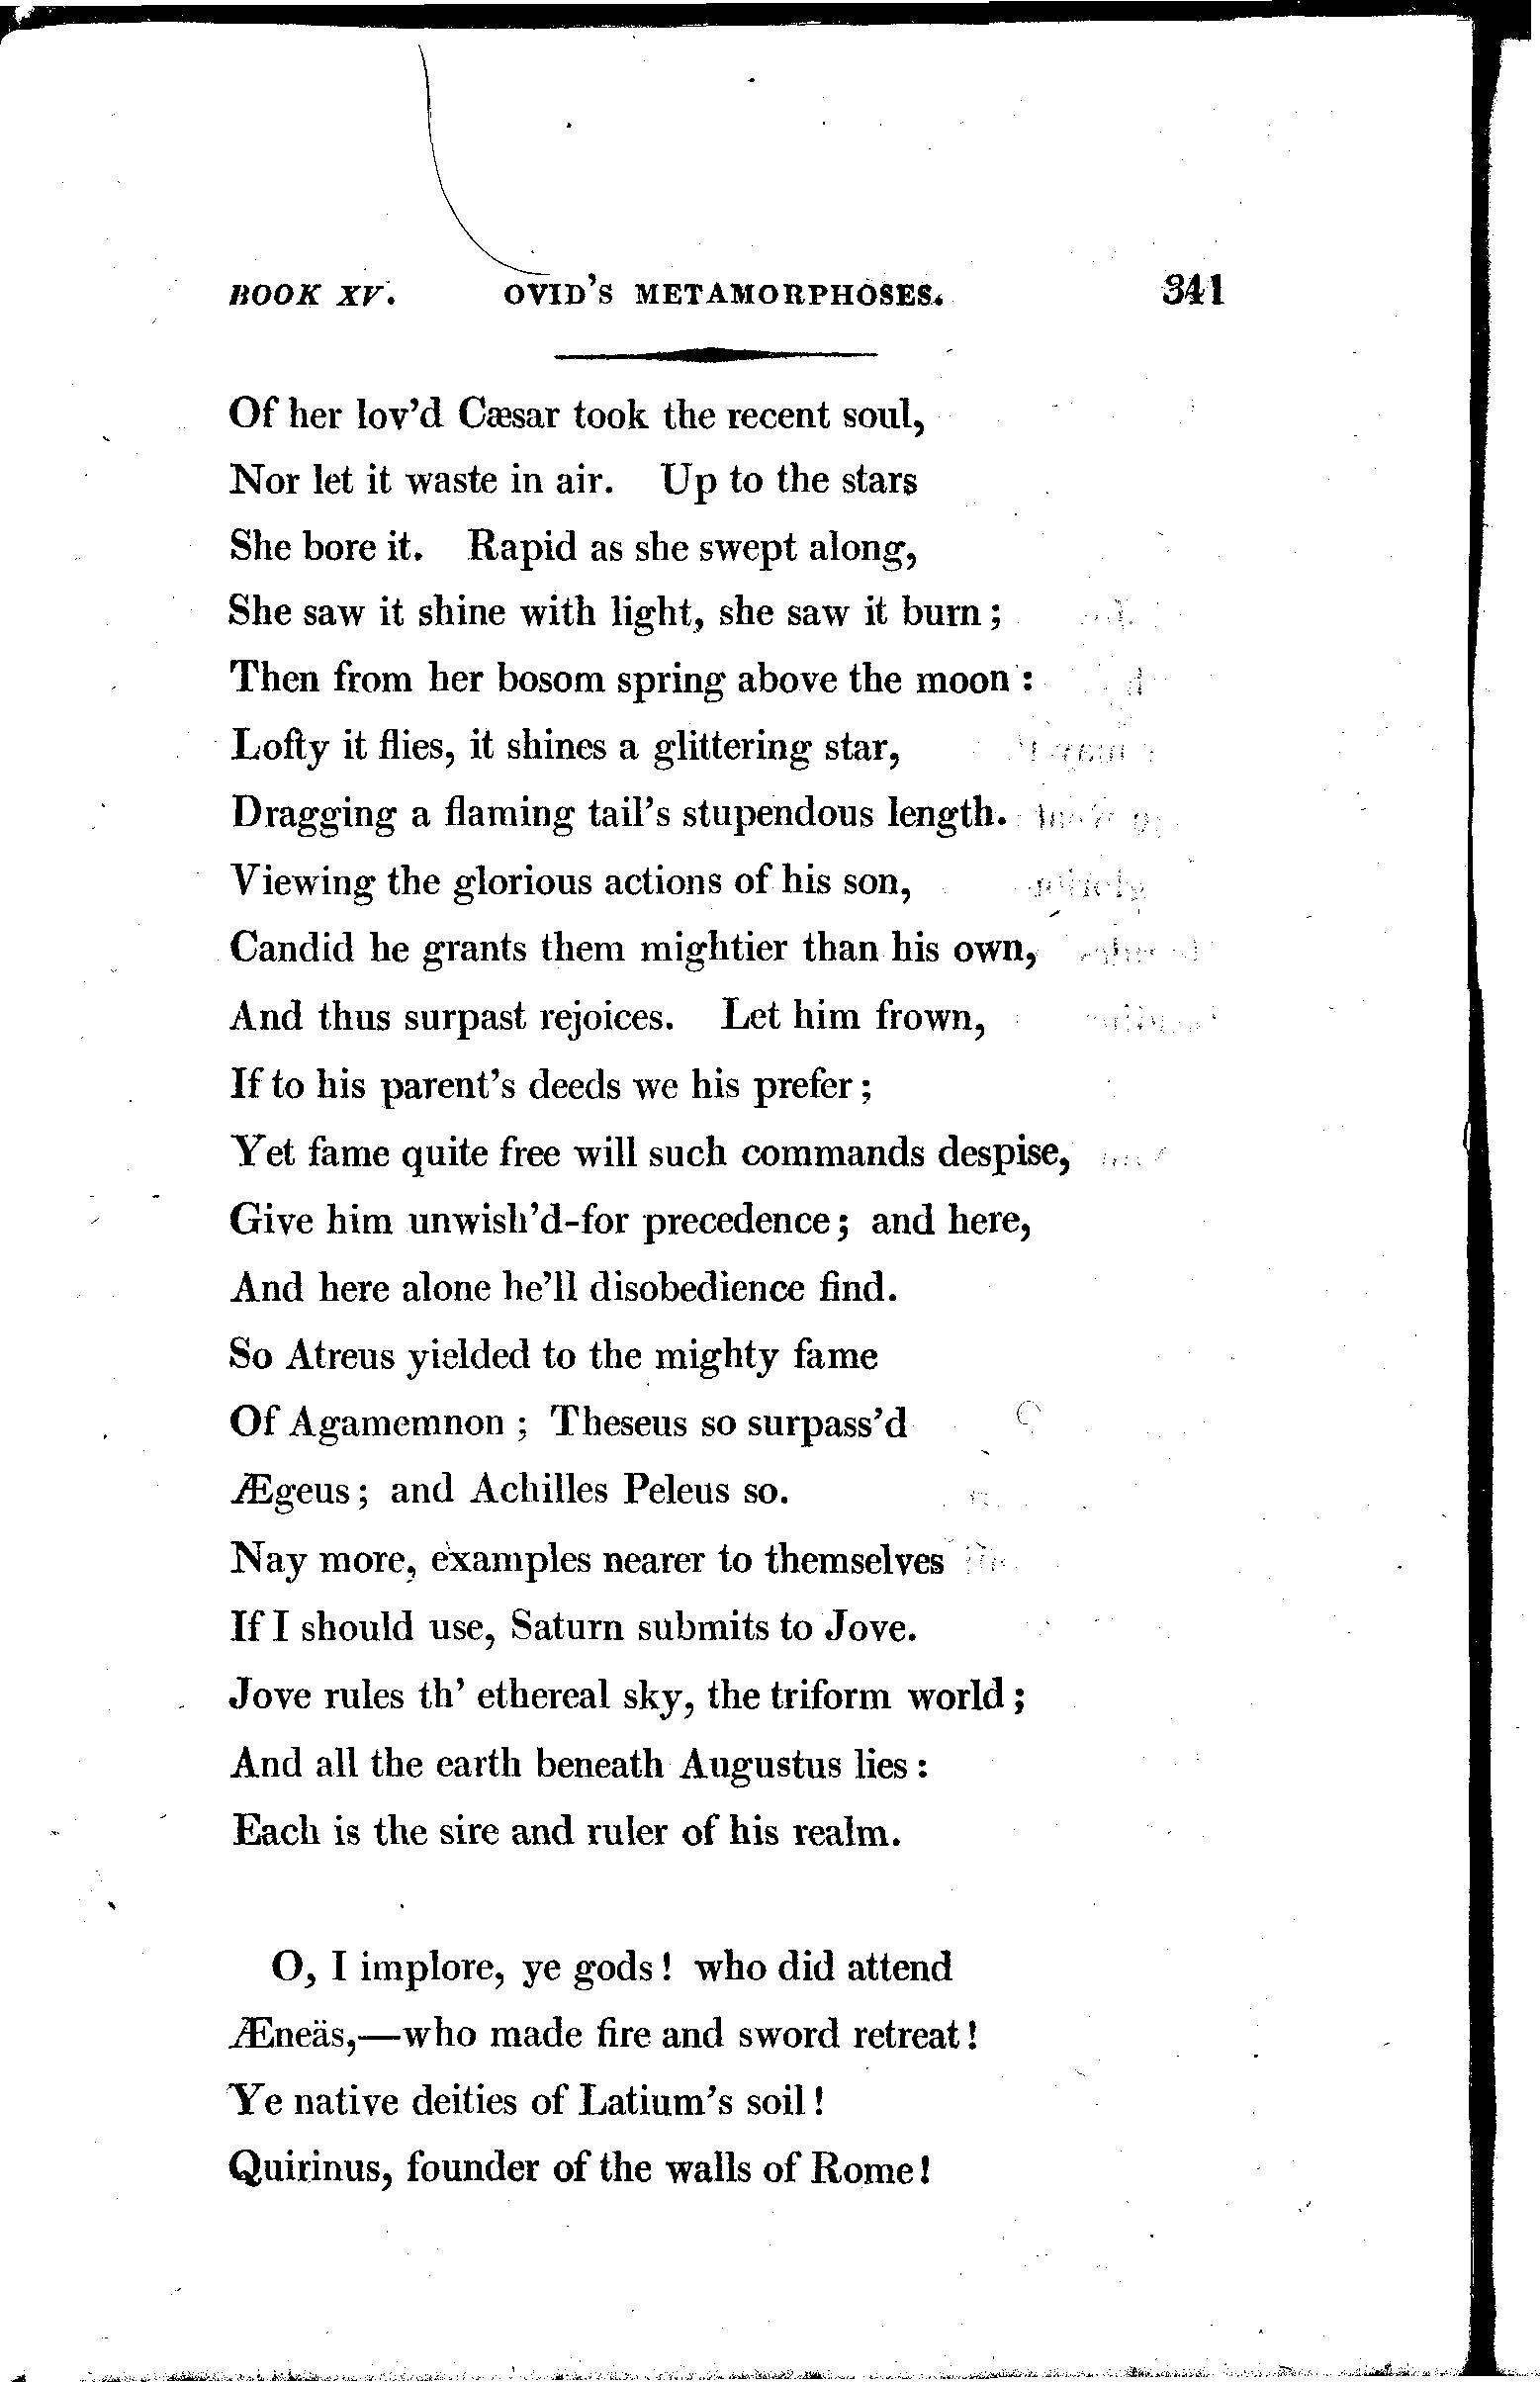 BOOK XV. OVID'S METAMORPHOSES. 341
Of her lov'd Cæsar took the recent soul,
Nor let it waste in air. Up to the stars
She bore it. Rapid as she swept along,
She saw it shine with light, she saw it burn;
Then from her bosom spring above the moon:
Lofty it flies, it shines a glittering star,
Dragging a flaming tail's stupendous length.
Viewing the glorious actions of his son,
Candid he grants them mightier than his own,
And thus surpast rejoices. Let him frown,
If to his parent's deeds we his prefer;
Yet fame quite free will such commands despise,
Give him unwish'd-for precedence; and here,
And here alone he'll disobedience find.
So Atreus yielded to the mighty fame
Of Agamemnon; Theseus so surpass'd
Ægeus; and Achilles Peleus so.
Nay more, examples nearer to themselves
If I should use, Saturn submits to Jove.
Jove rules th' ethereal sky, the triform world;
And all the earth beneath Augustus lies:
Each is the sire and ruler of his realm.
O, I implore, ye gods! who did attend
Æneäs,—who made fire and sword retreat!
Ye native deities of Latium's soil!
Quirinus, founder of the walls of Rome!